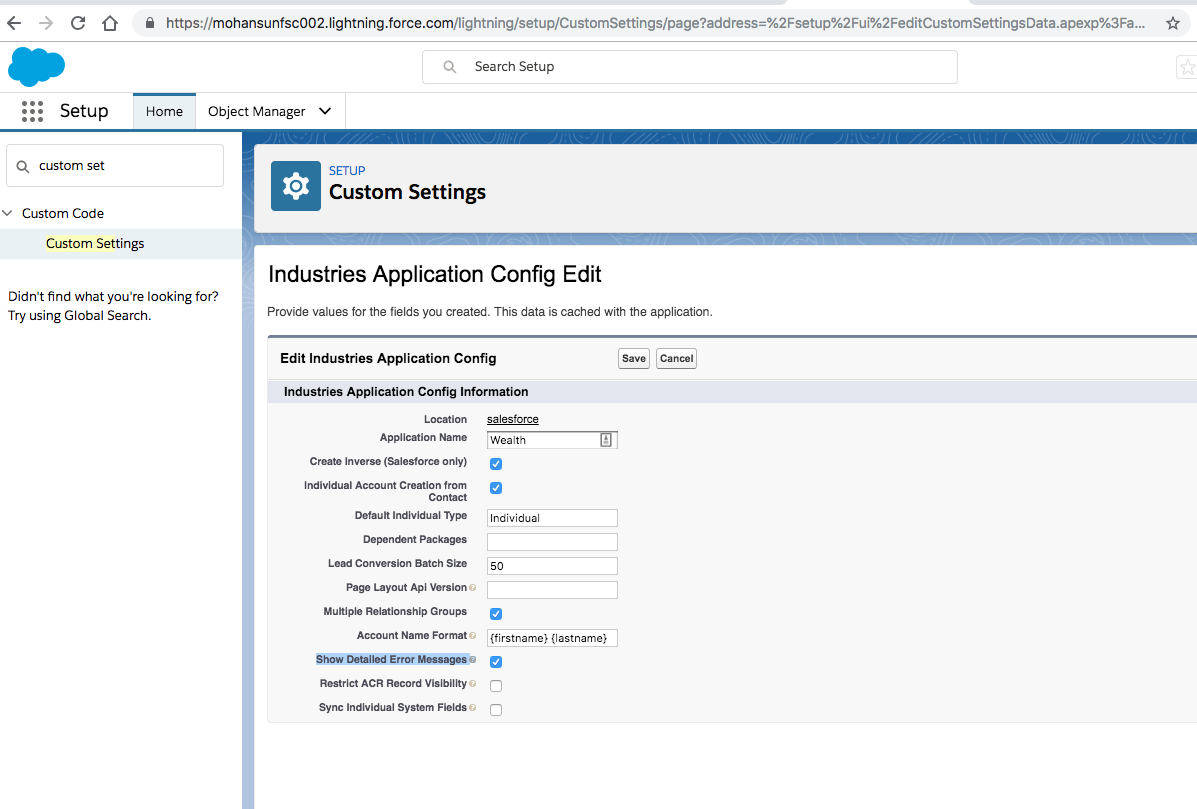 https://mohansunfsc002.lightning.force.com/lightning/setup/CustomSettings/page?address=%2Fsetup%2Fui%2FeditCustomSettingsData.apexp%3Fa...
Search Setup
Setup
Home
Object Manager
custom set
Custom Code
Custom Settings
Didn't find what you're looking for?
Try using Global Search.
SETUP
Custom Settings
Industries Application Config Edit
Provide values for the fields you created. This data is cached with the application.
Edit Industries Application Config
Save
Cancel
Industries Application Config Information
Location salesforce
Application Name Wealth
Create Inverse (Salesforce only)
Individual Account Creation from
Contact
Default Individual Type Individual
Dependent Packages
Lead Conversion Batch Size 50
Page Layout Api Version
Multiple Relationship Groups
Account Name Format {firstname} {lastname}
Show Detailed Error Messages
Restrict ACR Record Visibility
Sync Individual System Fields